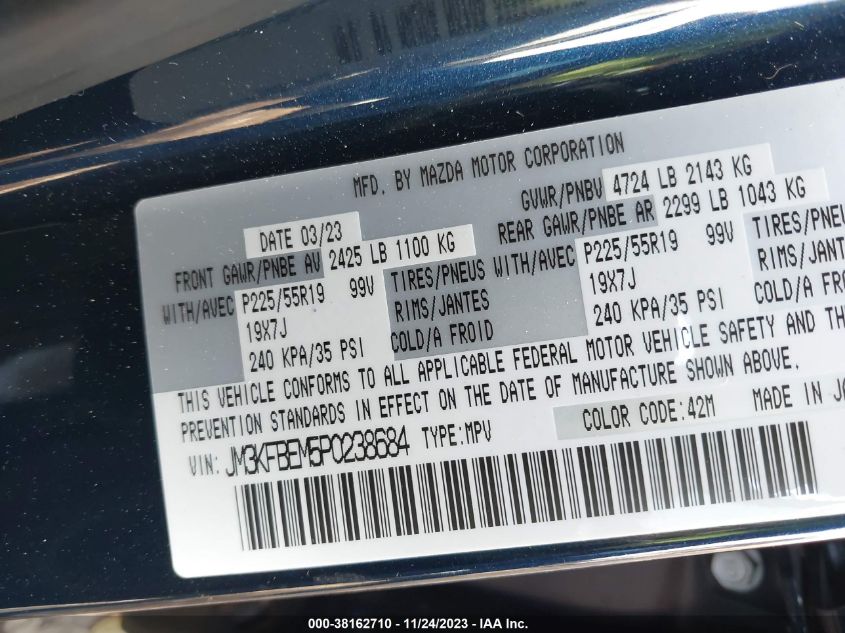 MFD. BY MAZDA MOTOR CORPORATION
DATE 03/23 GVWR/PNBV 4724 LB 2143 KG
FRONT GAWR/PNBE AV 2425 LB 1100 KG REAR GAWR/PNBE AR 2299 LB 1043 KG
WITH/AVEC P225/55R19 99V TIRES/PNEUS WITH/AVEC P225/55R19 99V TIRES/PNEU
19X7J RIMS/JANTES 19X7J RIMS/JANTE
240 KPA/35 PSI COLD/A FROID 240 KPA/35 PSI COLD/A FRO
THIS VEHICLE CONFORMS TO ALL APPLICABLE FEDERAL MOTOR VEHICLE SAFETY AND TH
PREVENTION STANDARDS IN EFFECT ON THE DATE OF MANUFACTURE SHOWN ABOVE.
VIN: JM3KFBEM5P0238684 TYPE:MPV COLOR CODE:42M MADE IN JA
000-38162710 - 11/24/2023 - IAA Inc.